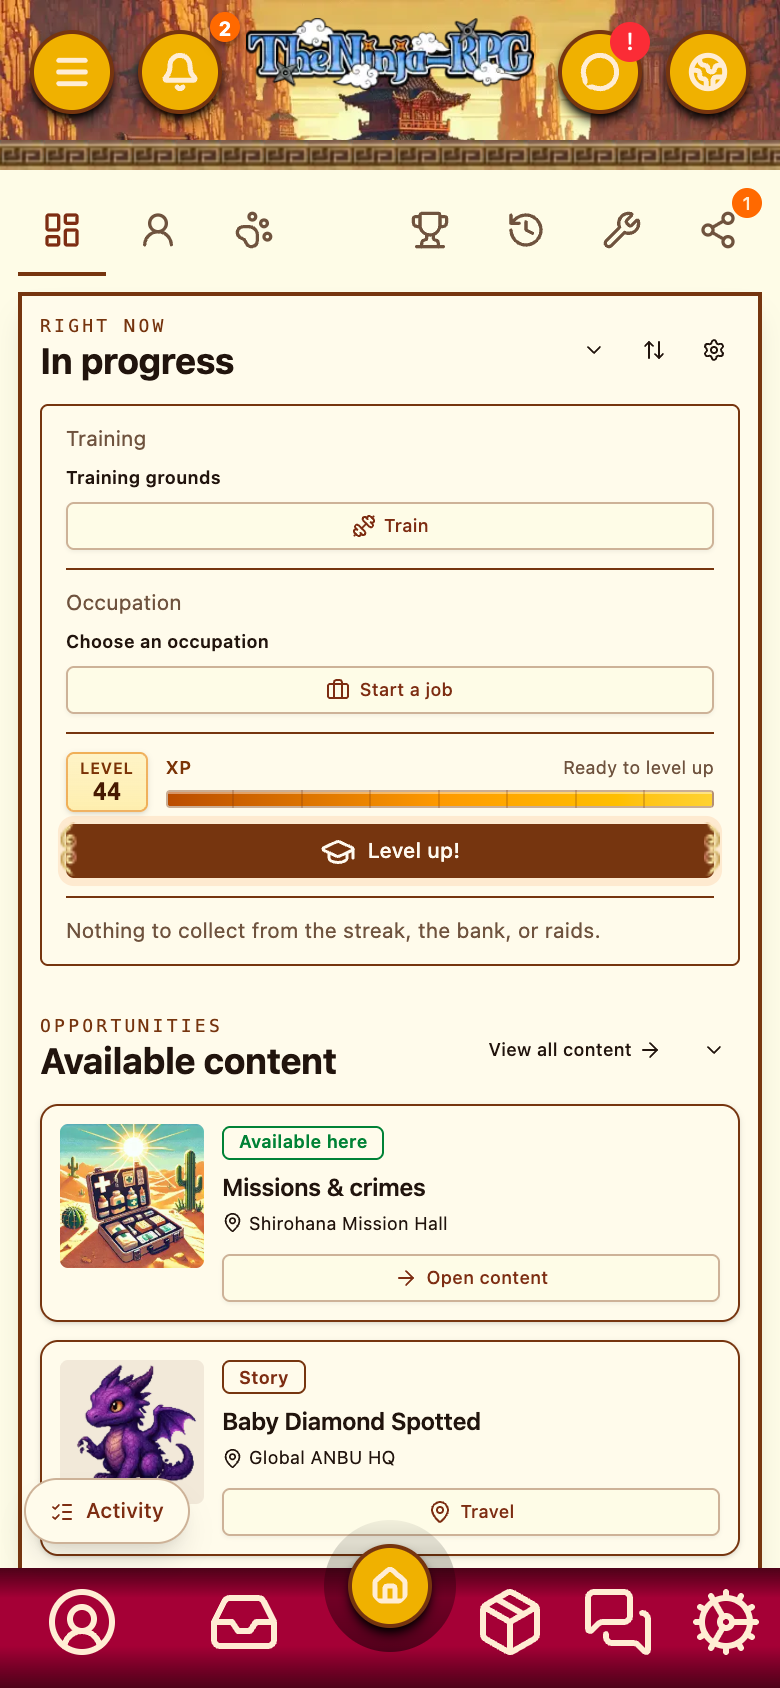 2
TheNinja-RPG
!
1
RIGHT NOW
In progress
Training
Training grounds
Train
Occupation
Choose an occupation
Start a job
LEVEL
44
XP
Ready to level up
Level up!
Nothing to collect from the streak, the bank, or raids.
OPPORTUNITIES
Available content
View all content
Available here
Missions & crimes
Shirohana Mission Hall
Open content
Story
Baby Diamond Spotted
Global ANBU HQ
Travel
Activity